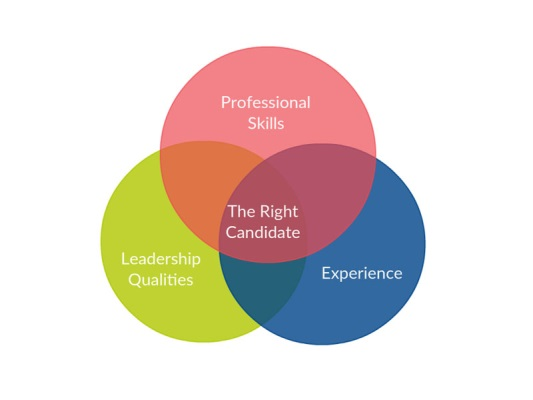 Professional
Skills
The Right
Candidate
Leadership
Qualities
Experience